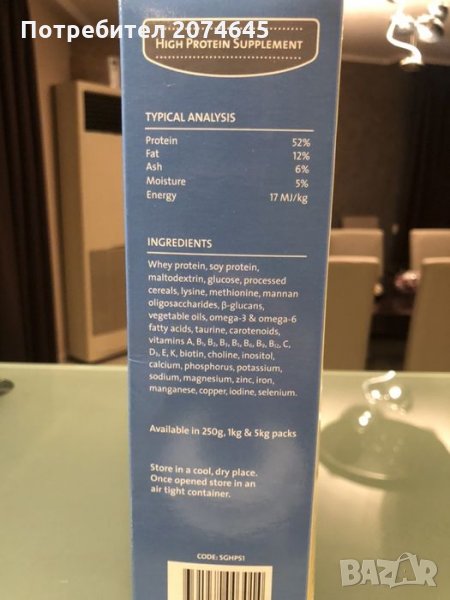 Потребител 2074645
HIGH PROTEIN SUPPLEMENT
TYPICAL ANALYSIS
Protein 52%
Fat 12%
Ash 6%
Moisture 5%
Energy 17 MJ/kg
INGREDIENTS
Whey protein, soy protein,
maltodextrin, glucose, processed
cereals, lysine, methionine, mannan
oligosaccharides, β-glucans,
vegetable oils, omega-3 & omega-6
fatty acids, taurine, carotenoids,
vitamins A, B₁, B₂, B₃, B₅, B₆, B₉, B₁₂, C,
D₃, E, K, biotin, choline, inositol,
calcium, phosphorus, potassium,
sodium, magnesium, zinc, iron,
manganese, copper, iodine, selenium.
Available in 250g, 1kg & 5kg packs
Store in a cool, dry place.
Once opened store in an
air tight container.
CODE: SGHPS1
BAZAR